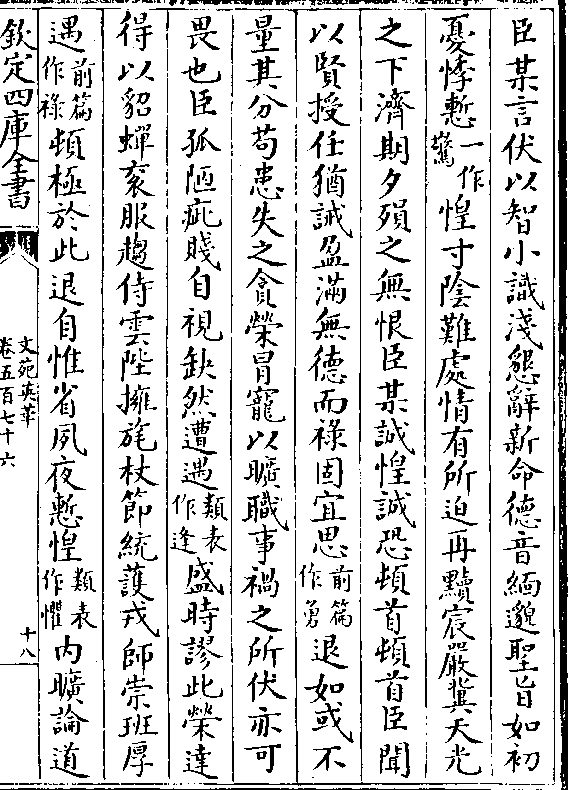 臣某言伏以智小識淺懇辭新命德音緬邈聖旨如初
憂悸慙一作驚惶寸陰難處情有所迫再黷宸嚴冀天光
之下濟期夕殞之無恨臣某誠惶誠恐頓首頓首臣聞
以賢授任猶誡盈滿無德而祿固宜思前篇作勇退如或不
量其分苟患失之貪榮冒寵以曠職事禍之所伏亦可
畏也臣孤陋疵賤自視缺然遭遇類表作逢盛時謬此榮達
得以貂蟬衮服趨侍雲陛擁旄杖節統護戎師崇班厚
遇前篇作祿頓極於此退自惟省夙夜慙惶類表作懼內曠論道
欽定四庫全書
文苑英華
卷五百七十六
十八